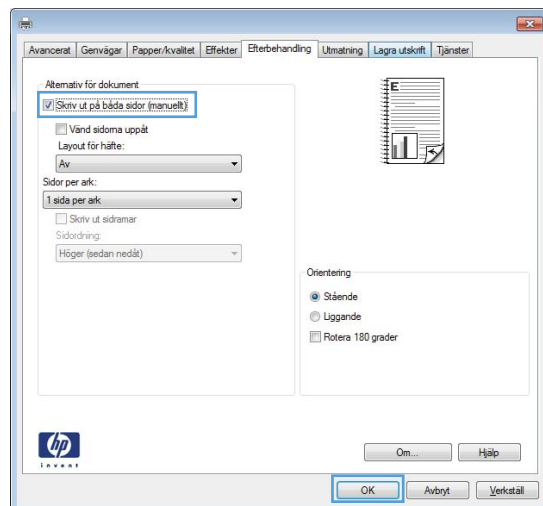 Avancerat Genvägar Papper/kvalitet Effekter Efterbehandling Utmatning Lagra utskrift Tjänster
Alternativ för dokument
Skriv ut på båda sidor (manuellt)
Vänd sidorna uppåt
Layout för häfte:
Av
Sidor per ark:
1 sida per ark
Skriv ut sidramar
Sidordning:
Höger (sedan nedåt)
E
Orientering
Stående
Liggande
Rotera 180 grader
hp
invent
Om... Hjälp
OK Avbryt Verkställ